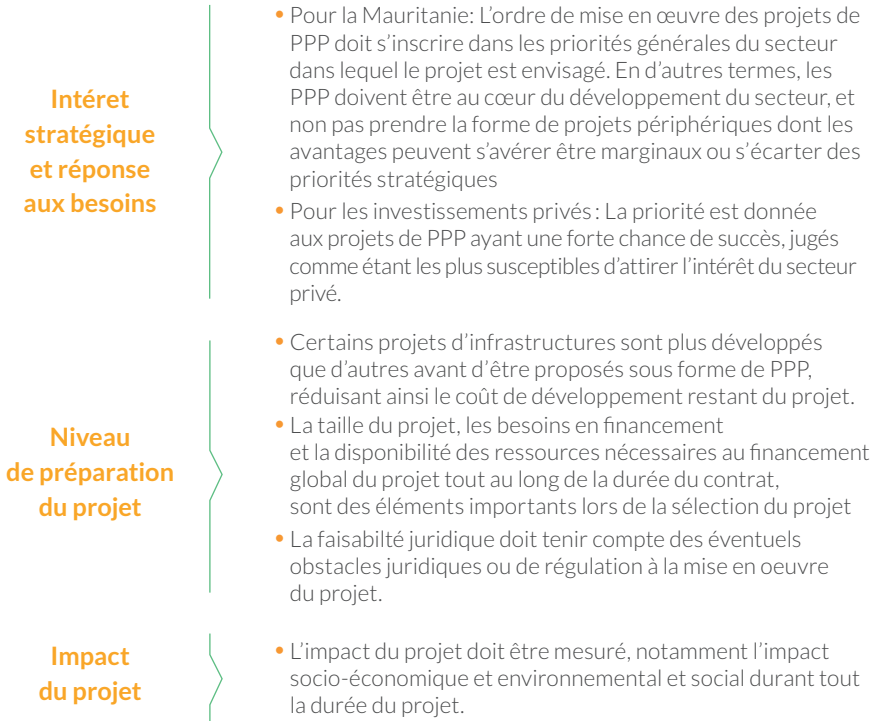 Intéret
stratégique
et réponse
aux besoins
• Pour la Mauritanie: L’ordre de mise en œuvre des projets de
PPP doit s’inscrire dans les priorités générales du secteur
dans lequel le projet est envisagé. En d’autres termes, les
PPP doivent être au cœur du développement du secteur, et
non pas prendre la forme de projets périphériques dont les
avantages peuvent s’avérer être marginaux ou s’écarter des
priorités stratégiques
• Pour les investissements privés : La priorité est donnée
aux projets de PPP ayant une forte chance de succès, jugés
comme étant les plus susceptibles d’attirer l’intérêt du secteur
privé.
Niveau
de préparation
du projet
• Certains projets d’infrastructures sont plus développés
que d’autres avant d’être proposés sous forme de PPP,
réduisant ainsi le coût de développement restant du projet.
• La taille du projet, les besoins en financement
et la disponibilité des ressources nécessaires au financement
global du projet tout au long de la durée du contrat,
sont des éléments importants lors de la sélection du projet
• La faisabilté juridique doit tenir compte des éventuels
obstacles juridiques ou de régulation à la mise en oeuvre
du projet.
Impact
du projet
• L’impact du projet doit être mesuré, notamment l’impact
socio-économique et environnemental et social durant tout
la durée du projet.